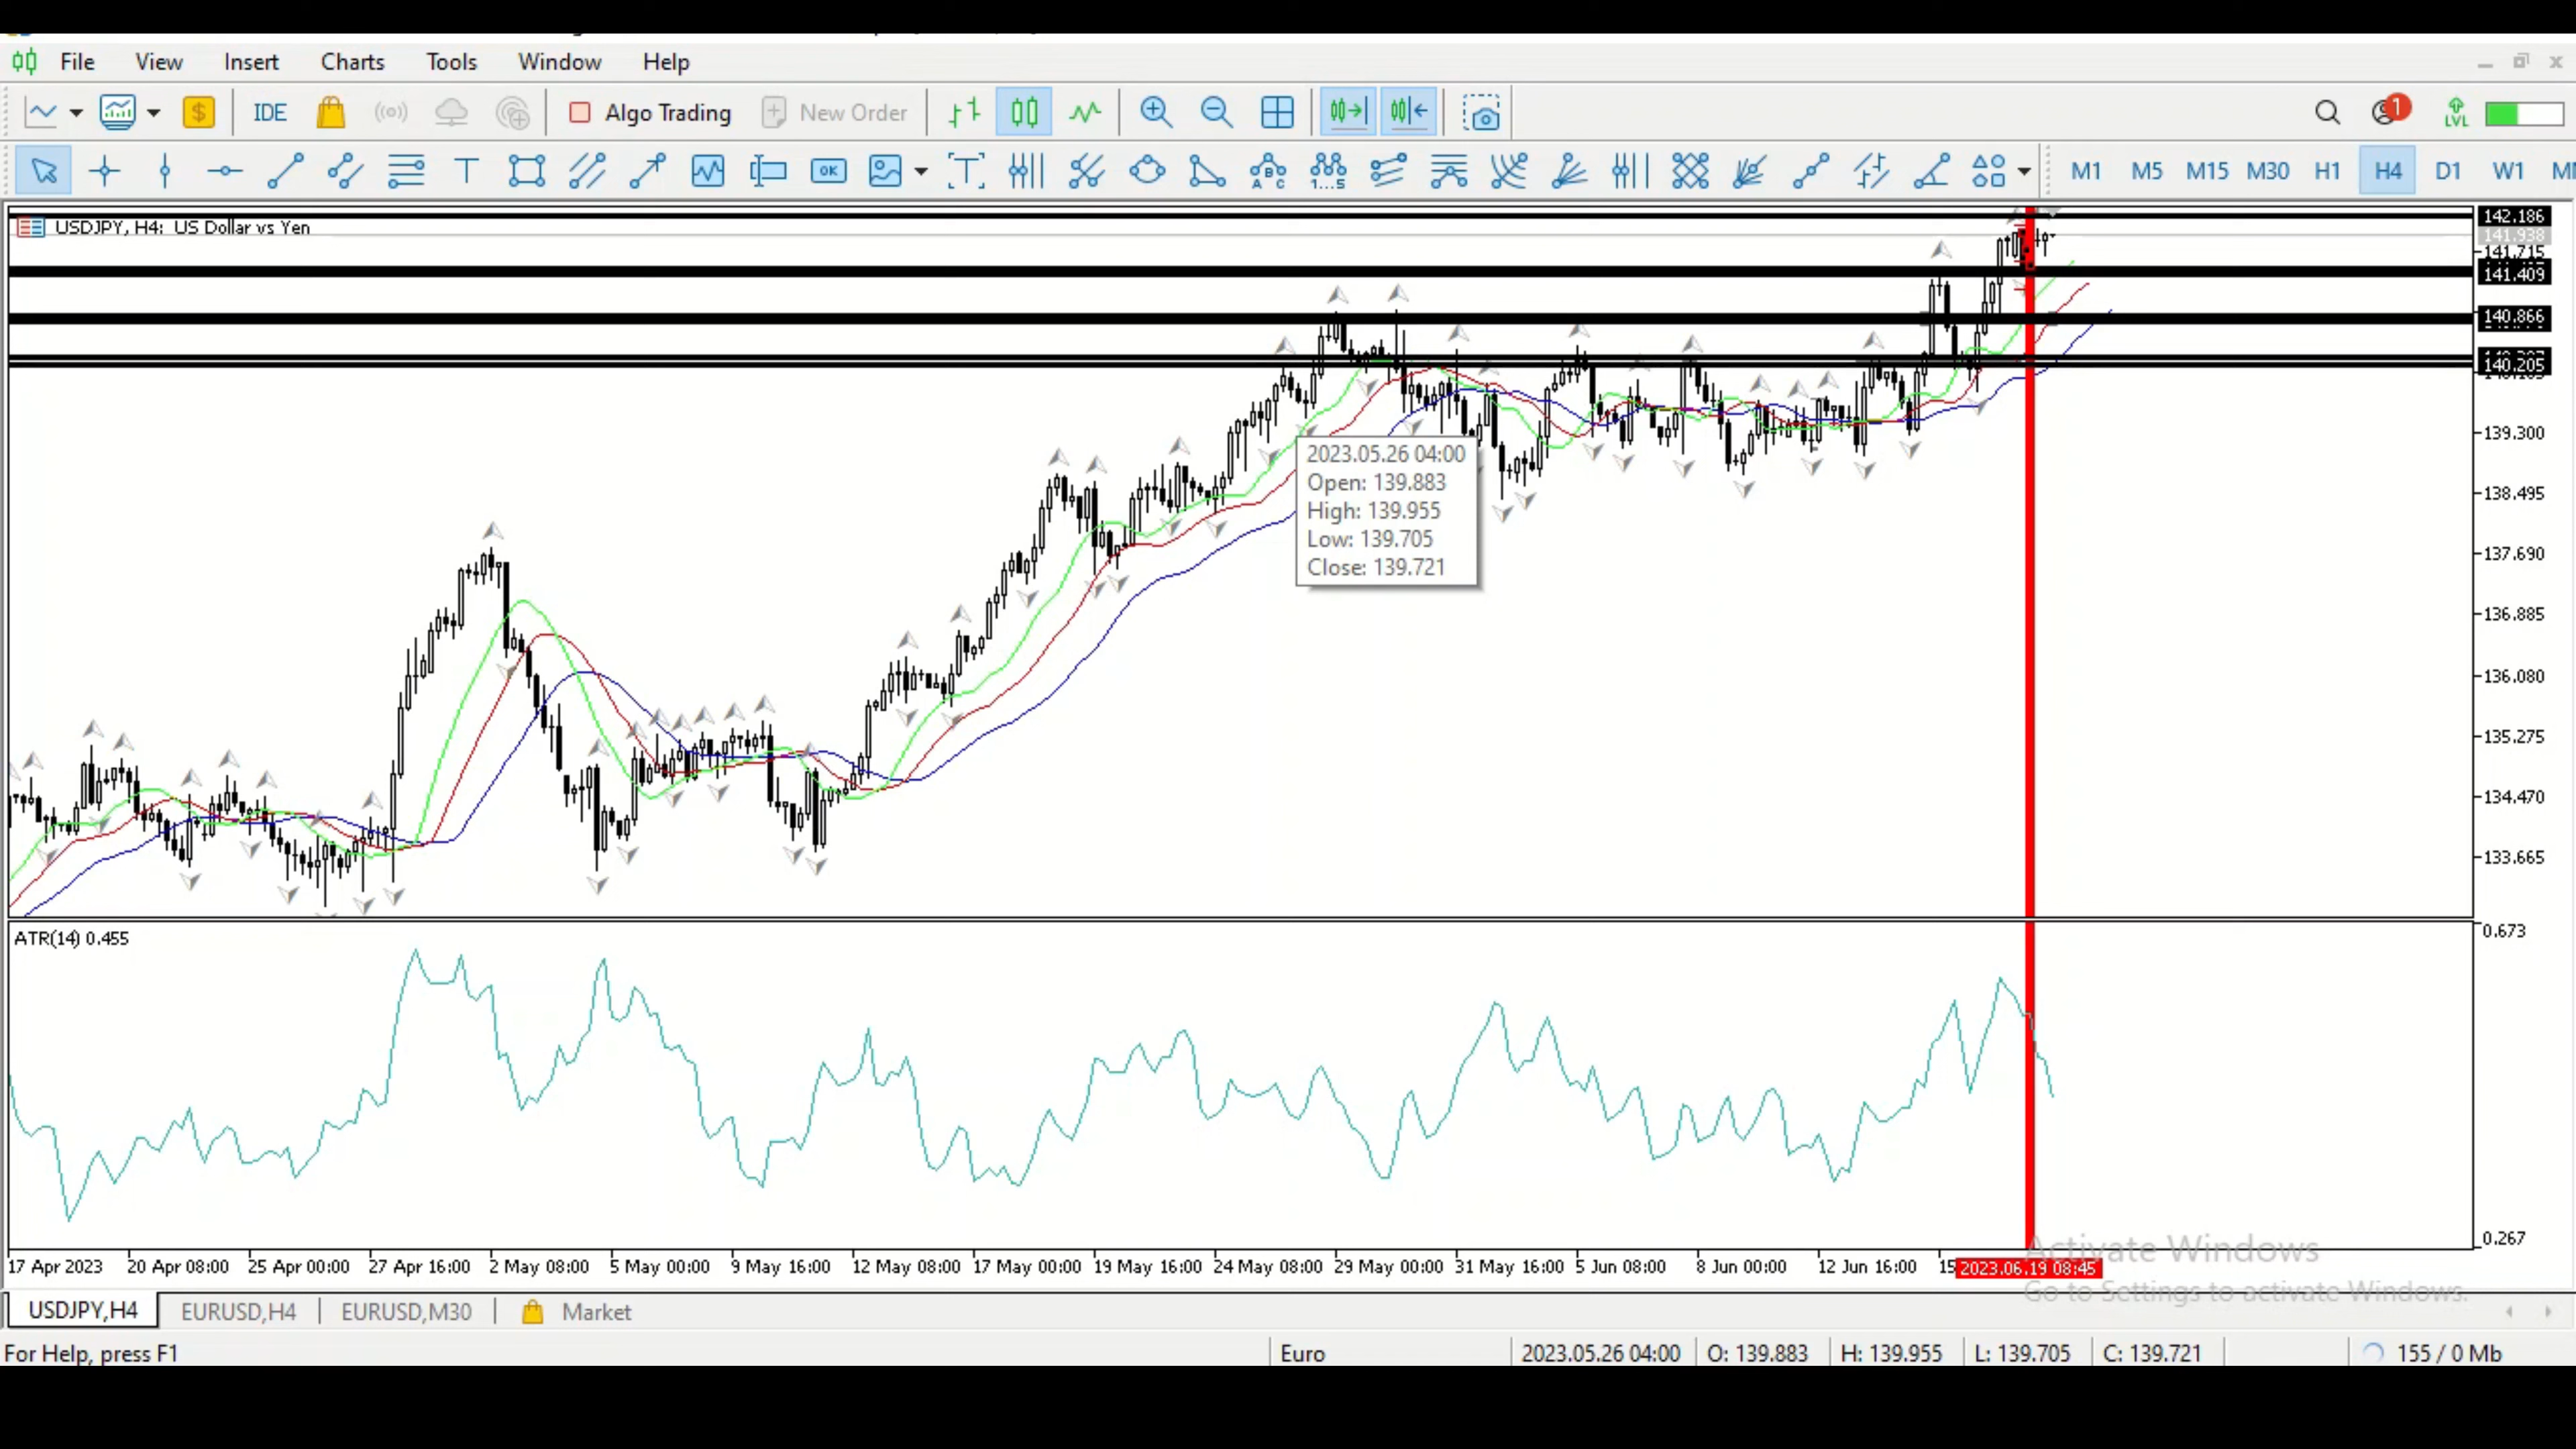 File View Insert Charts Tools Window Help
IDE Algo Trading New Order 1 LVL
T OK T A B C 1...5 M1 M5 M15 M30 H1 H4 D1 W1
USDJPY, H4: US Dollar vs Yen
142.186
141.938
141.715
141.409
140.866
140.205
139.300
138.495
137.690
136.885
136.080
135.275
134.470
133.665
2023.05.26 04:00
Open: 139.883
High: 139.955
Low: 139.705
Close: 139.721
ATR(14) 0.455
0.673
0.267
17 Apr 2023 20 Apr 08:00 25 Apr 00:00 27 Apr 16:00 2 May 08:00 5 May 00:00 9 May 16:00 12 May 08:00 17 May 00:00 19 May 16:00 24 May 08:00 29 May 00:00 31 May 16:00 5 Jun 08:00 8 Jun 00:00 12 Jun 16:00 15 2023.06.19 08:45
Activate Windows
Go to Settings to activate Windows.
USDJPY,H4 EURUSD,H4 EURUSD,M30 Market
For Help, press F1 Euro 2023.05.26 04:00 O: 139.883 H: 139.955 L: 139.705 C: 139.721 155 / 0 Mb